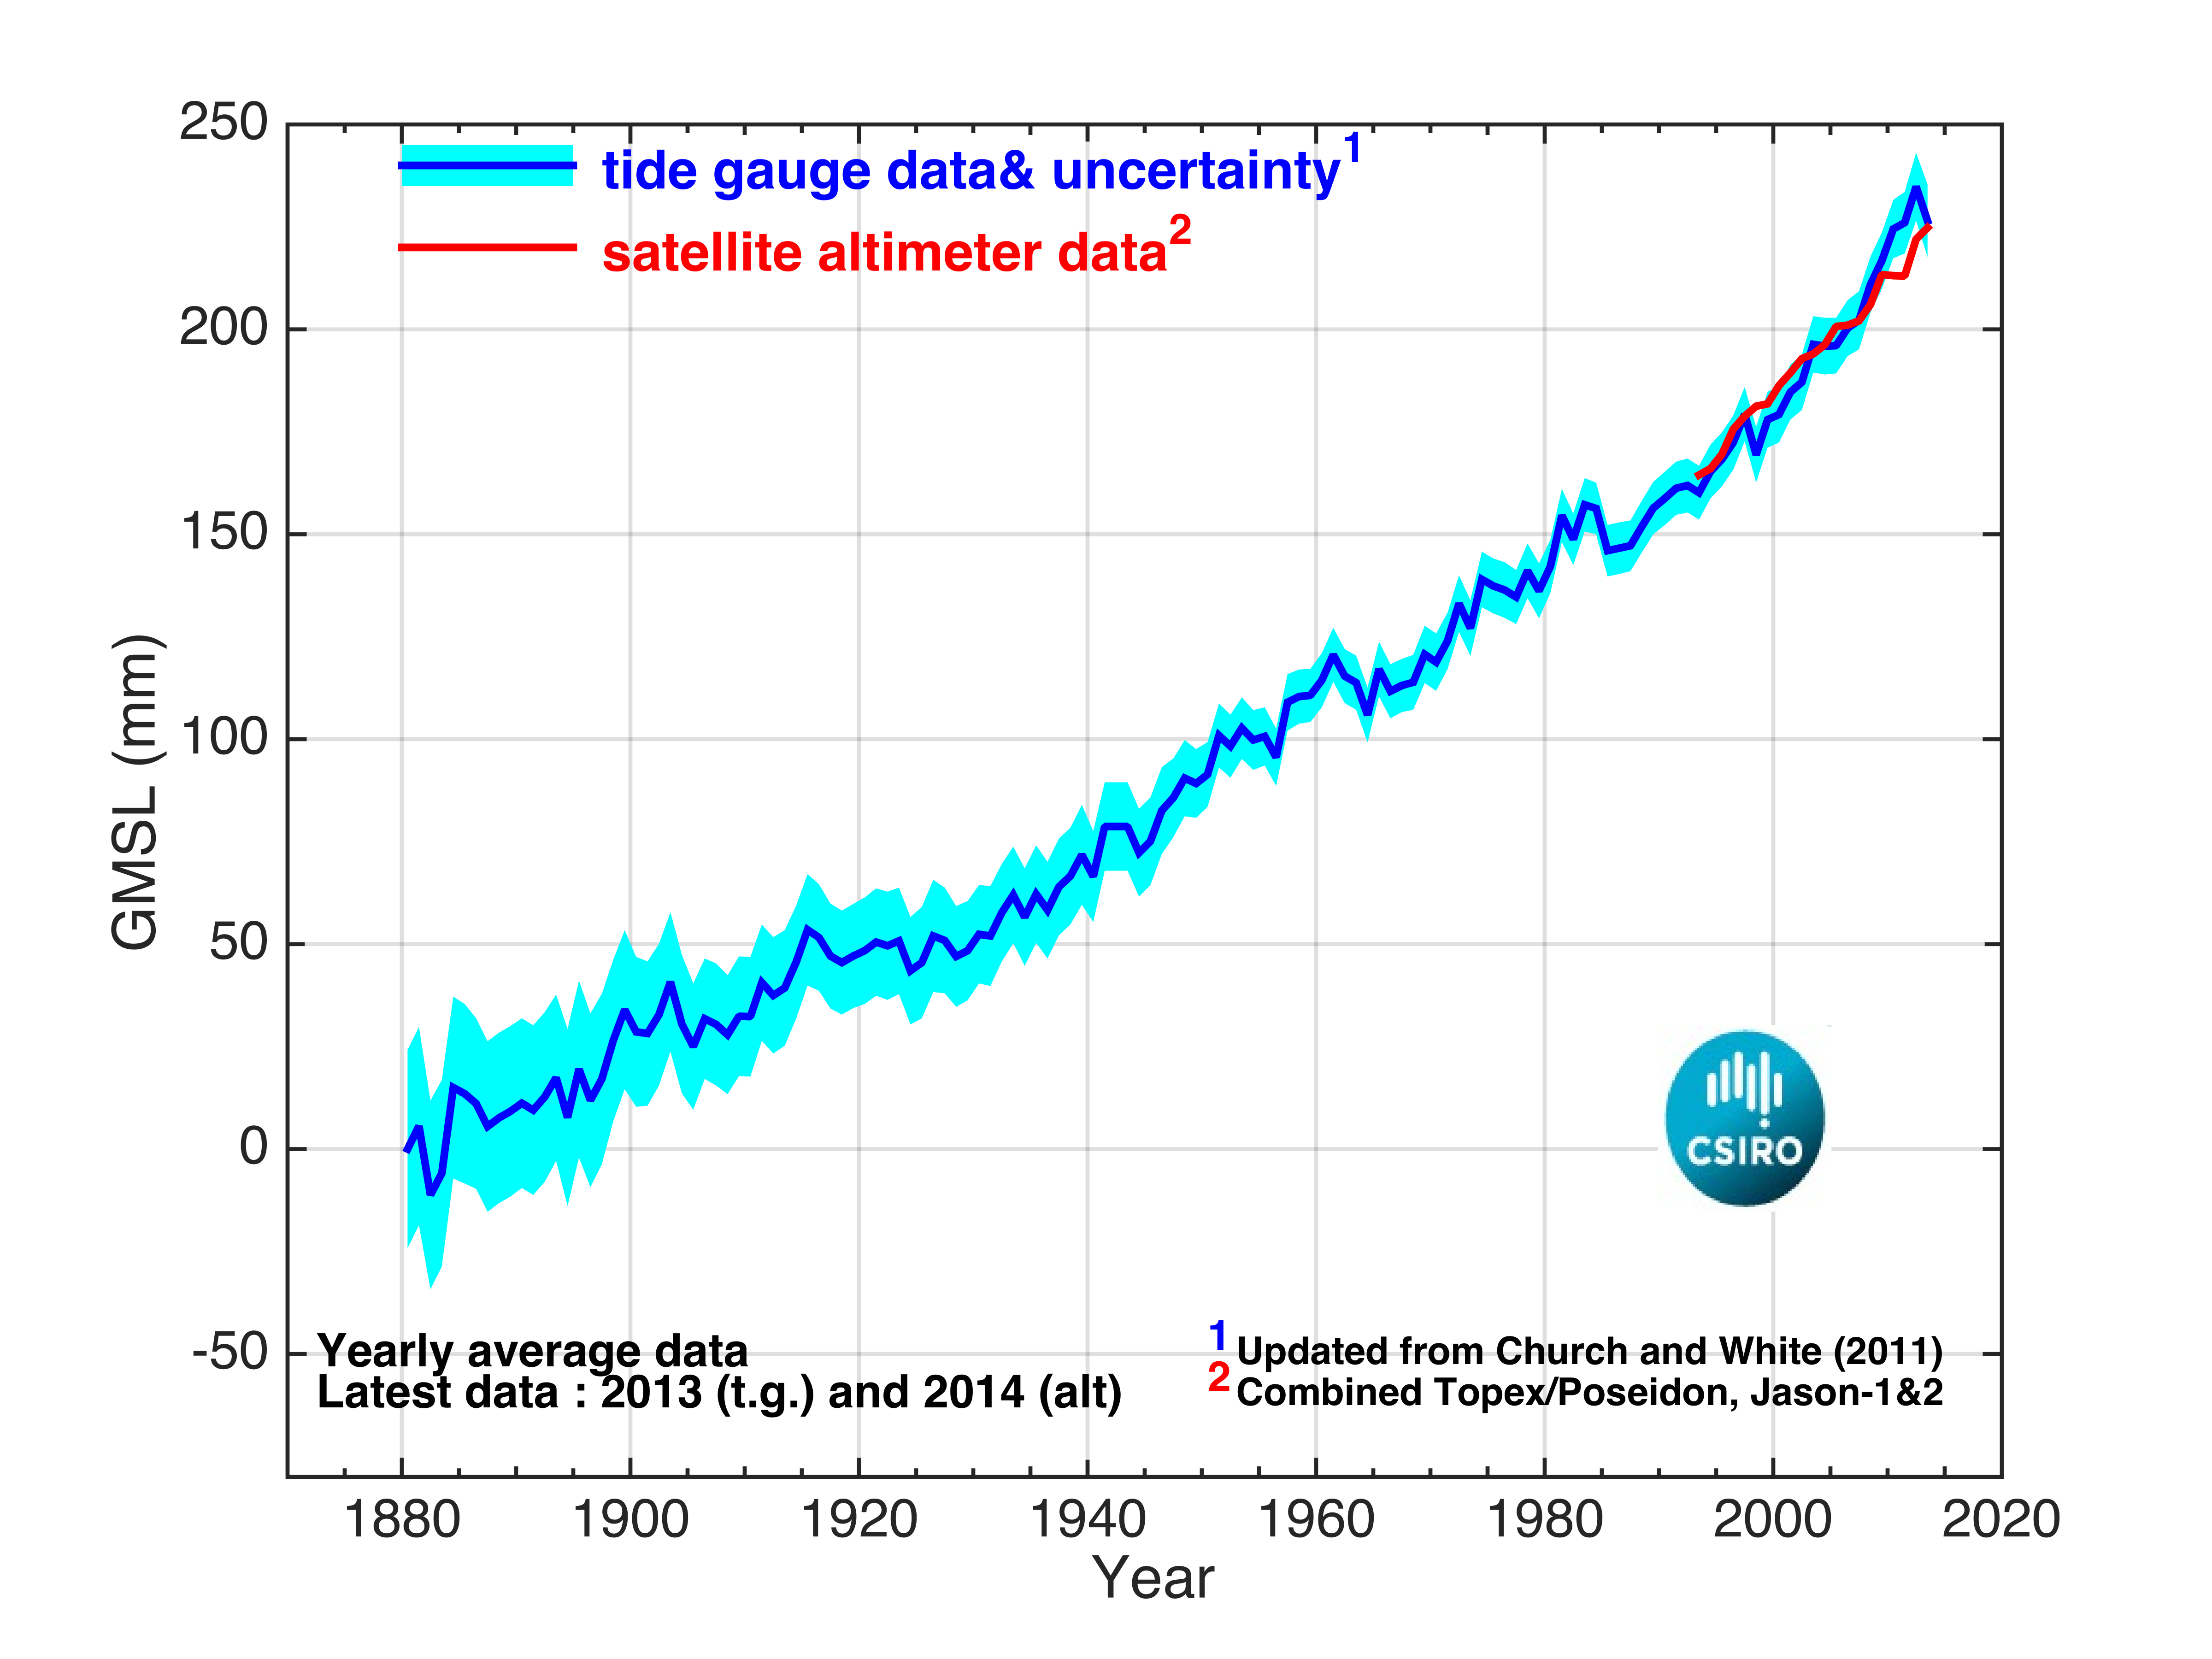 250
200
150
100
50
0
-50
GMSL (mm)
tide gauge data& uncertainty1
satellite altimeter data2
CSIRO
Yearly average data
Latest data : 2013 (t.g.) and 2014 (alt)
1 Updated from Church and White (2011)
2 Combined Topex/Poseidon, Jason-1&2
1880 1900 1920 1940 1960 1980 2000 2020
Year